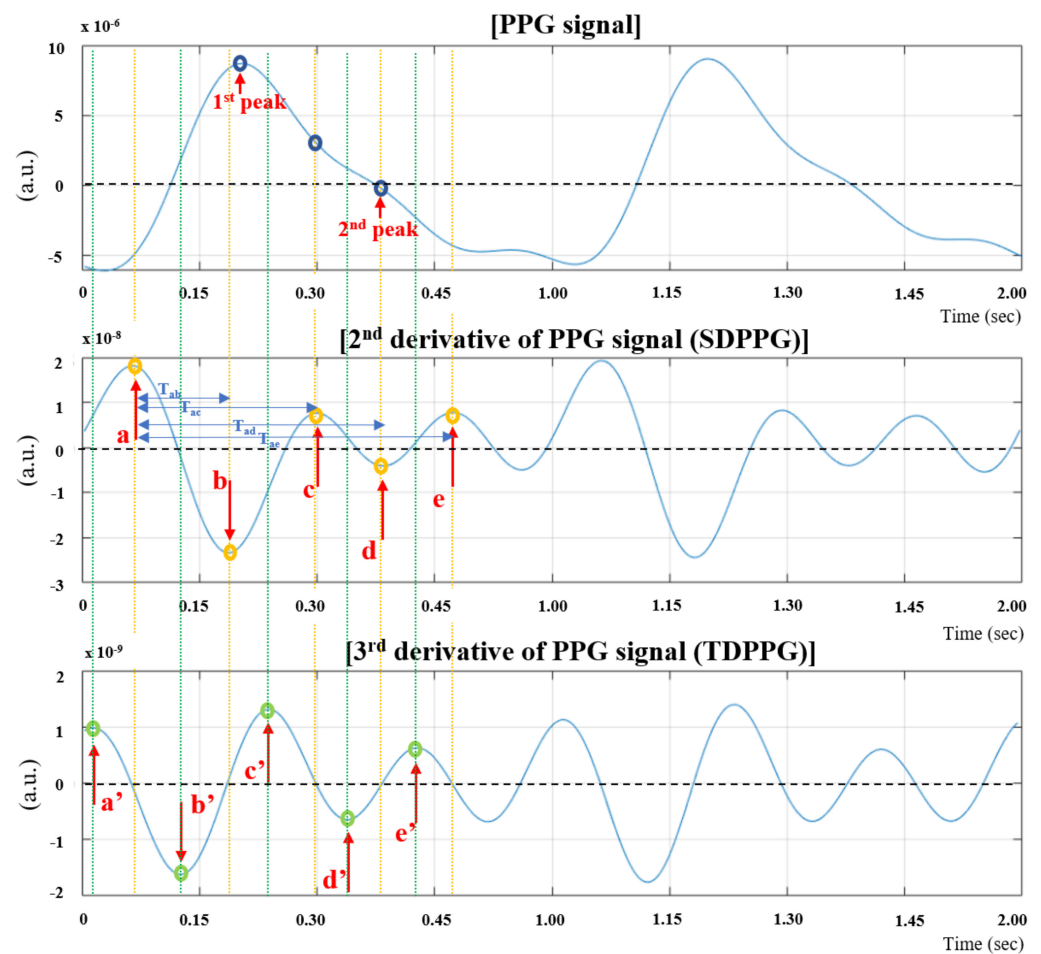 [PPG signal]
x 10-6
10
5
0
-5
(a.u.)
1st peak
2nd peak
0 0.15 0.30 0.45 1.00 1.15 1.30 1.45 2.00
Time (sec)
[2nd derivative of PPG signal (SDPPG)]
x 10-8
2
1
0
-1
-2
-3
(a.u.)
Tab
Tac
Tad
Tae
a
b
c
d
e
0 0.15 0.30 0.45 1.00 1.15 1.30 1.45 2.00
Time (sec)
[3rd derivative of PPG signal (TDPPG)]
x 10-9
2
1
0
-1
-2
(a.u.)
a’
b’
c’
d’
e’
0 0.15 0.30 0.45 1.00 1.15 1.30 1.45 2.00
Time (sec)